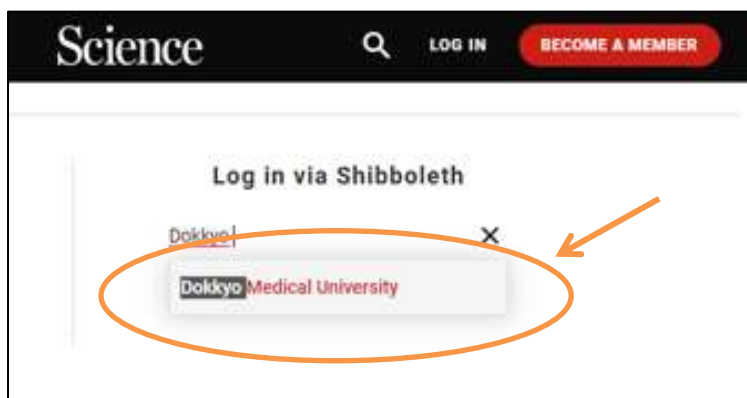 Science LOG IN BECOME A MEMBER
Log in via Shibboleth
Dokkyo
Dokkyo Medical University